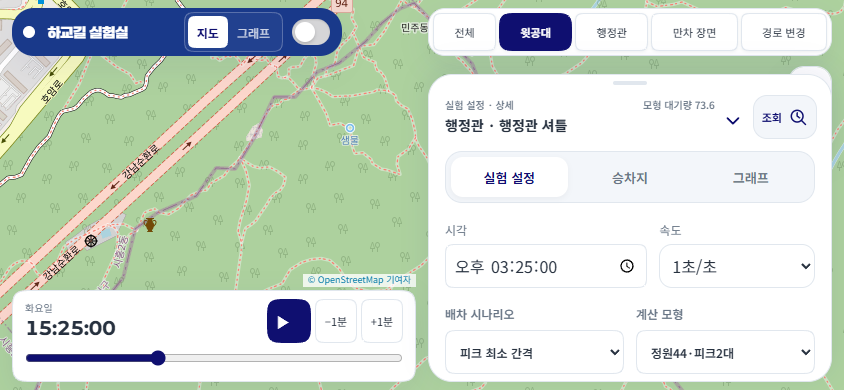 하교길 실험실
지도
그래프
94
민주동
전체
윗공대
행정관
만차 장면
경로 변경
호암로
강남순환로
샘물
시흥2동
강남순환로
© OpenStreetMap 기여자
실험 설정 · 상세
모형 대기량 73.6
행정관 · 행정관 셔틀
조회
실험 설정
승차지
그래프
시각
속도
오후 03:25:00
1초/초
배차 시나리오
계산 모형
피크 최소 간격
정원44·피크2대
화요일
15:25:00
−1분
+1분